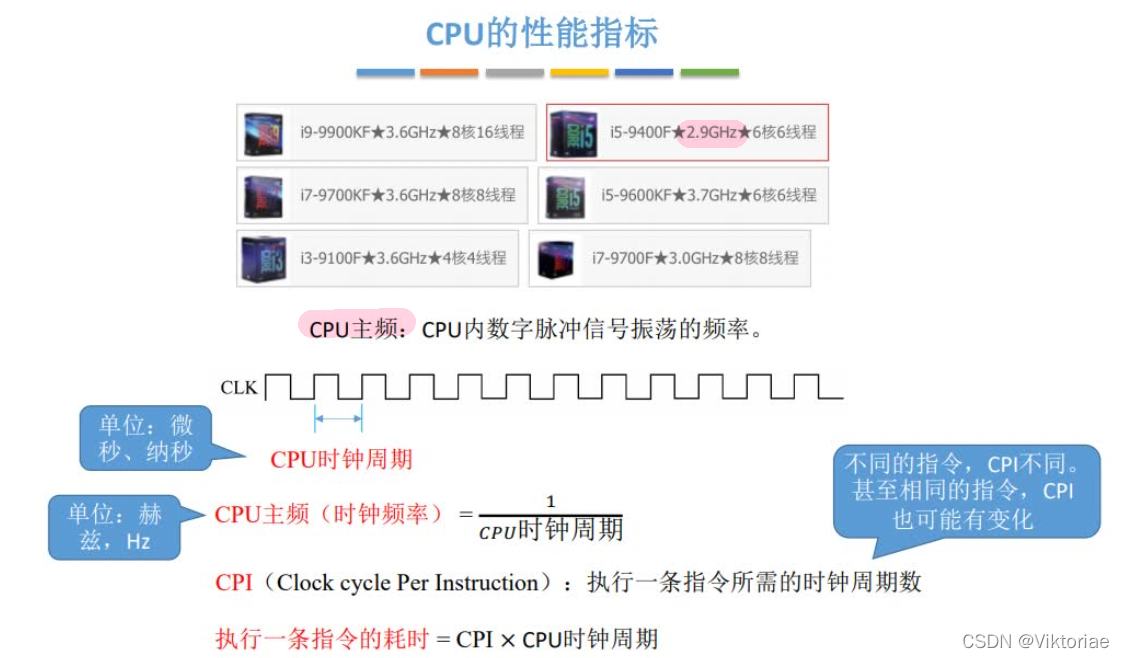 CPU的性能指标
i9-9900KF★3.6GHz★8核16线程
i5-9400F★2.9GHz★6核6线程
i7-9700KF★3.6GHz★8核8线程
i5-9600KF★3.7GHz★6核6线程
i3-9100F★3.6GHz★4核4线程
i7-9700F★3.0GHz★8核8线程
CPU主频：CPU内数字脉冲信号振荡的频率。
CLK
单位：微
秒、纳秒
CPU时钟周期
不同的指令，CPI不同。
甚至相同的指令，CPI
也可能有变化
单位：赫
兹，Hz
CPU主频（时钟频率） = 1
CPU时钟周期
CPI（Clock cycle Per Instruction）：执行一条指令所需的时钟周期数
执行一条指令的耗时 = CPI × CPU时钟周期
CSDN @Viktoriae